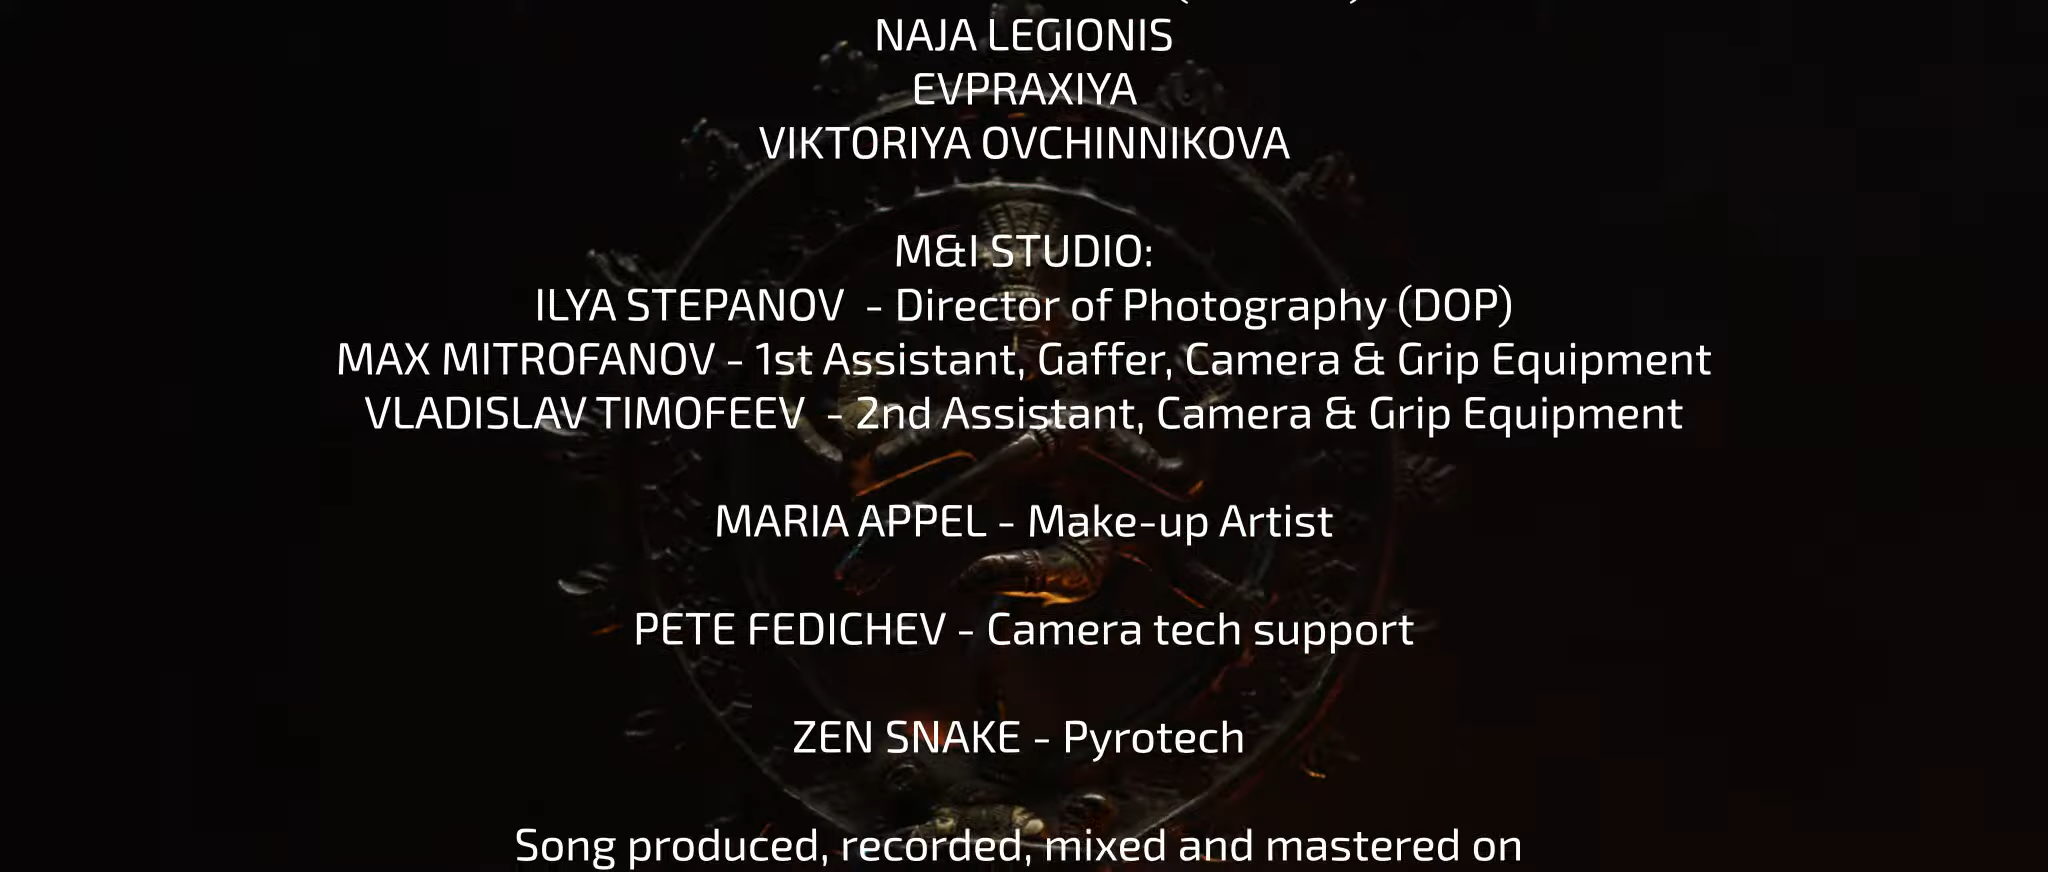 NAJA LEGIONIS
EVPRAXIYA
VIKTORIYA OVCHINNIKOVA
M&I STUDIO:
ILYA STEPANOV - Director of Photography (DOP)
MAX MITROFANOV - 1st Assistant, Gaffer, Camera & Grip Equipment
VLADISLAV TIMOFEEV - 2nd Assistant, Camera & Grip Equipment
MARIA APPEL - Make-up Artist
PETE FEDICHEV - Camera tech support
ZEN SNAKE - Pyrotech
Song produced, recorded, mixed and mastered on